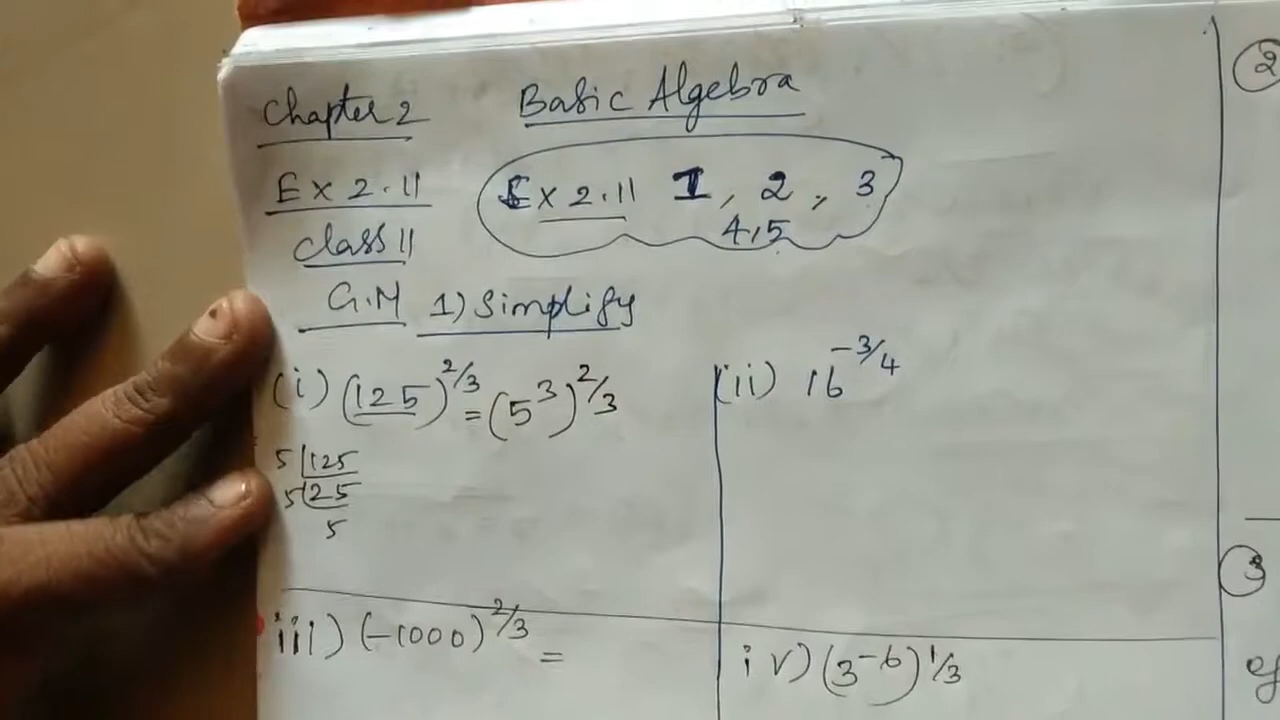 Chapter 2 Basic Algebra
Ex 2.11 Ex 2.11 1, 2, 3
4,5
Class 11
G.M 1) Simplify
(i) (125)^2/3 = (5^3)^2/3
(ii) 16^-3/4
5|125
5|25
5
iii) (-1000)^2/3 =
iv) (3^-6)^1/3
2
3